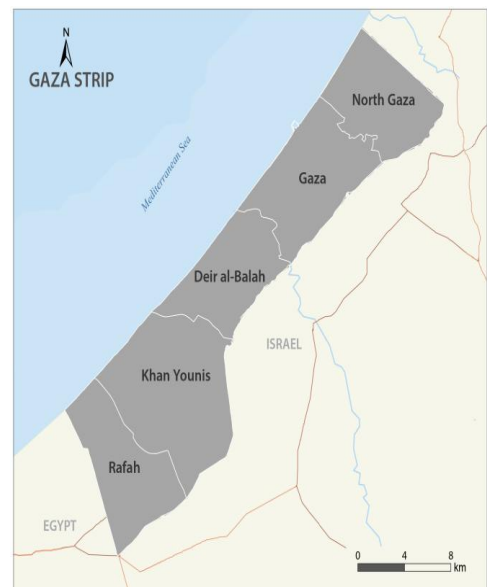 N
GAZA STRIP
North Gaza
Mediterranean Sea
Gaza
Deir al-Balah
ISRAEL
Khan Younis
Rafah
EGYPT
0 4 8
km